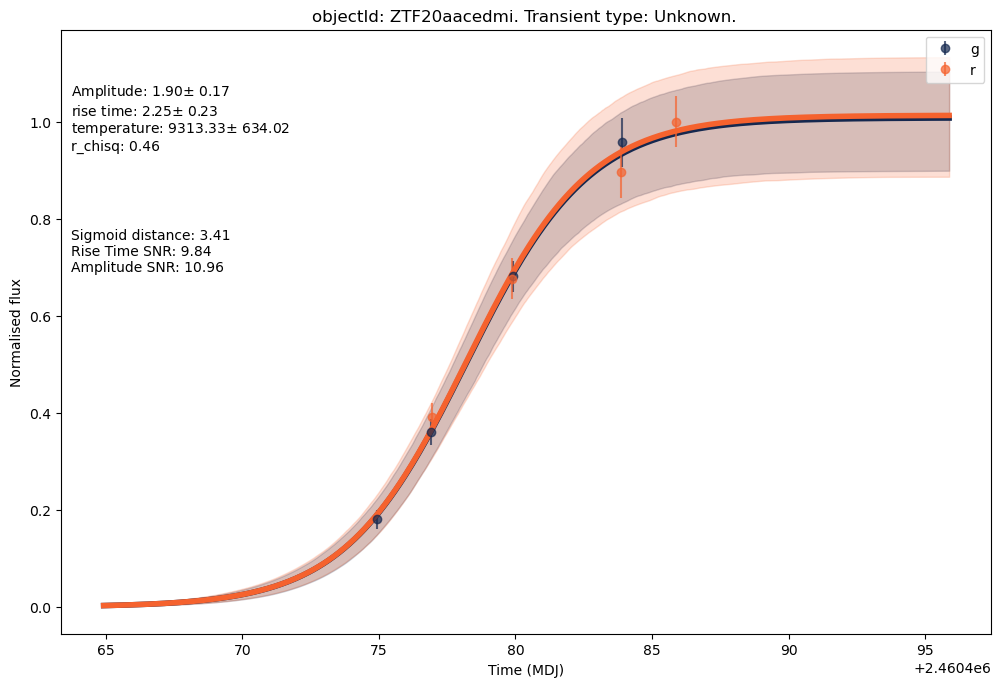 objectId: ZTF20aacedmi. Transient type: Unknown.
g
r
Amplitude: 1.90± 0.17
rise time: 2.25± 0.23
temperature: 9313.33± 634.02
r_chisq: 0.46
Sigmoid distance: 3.41
Rise Time SNR: 9.84
Amplitude SNR: 10.96
Normalised flux
1.0
0.8
0.6
0.4
0.2
0.0
65 70 75 80 85 90 95
Time (MDJ)
+2.4604e6